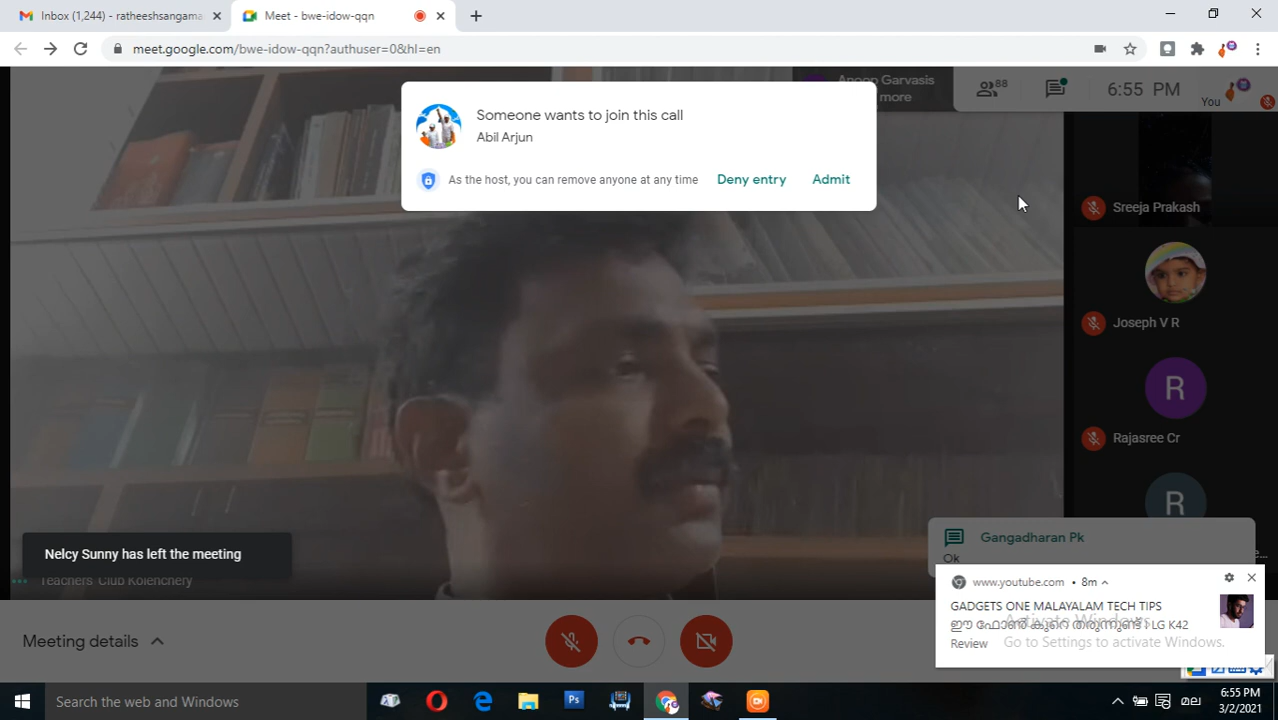 Inbox (1,244) - ratheeshsangama
Meet - bwe-idow-qqn
meet.google.com/bwe-idow-qqn?authuser=0&hl=en
Someone wants to join this call
Abil Arjun
As the host, you can remove anyone at any time
Deny entry
Admit
Anoop Garvasis
more
88
6:55 PM
You
Sreeja Prakash
Joseph V R
R
Rajasree Cr
R
Nelcy Sunny has left the meeting
Teachers' Club Kolenchery
Gangadharan Pk
Ok
www.youtube.com • 8m
GADGETS ONE MALAYALAM TECH TIPS
LG K42
Review
Activate Windows
Go to Settings to activate Windows.
Meeting details
Search the web and Windows
Ps
മല
6:55 PM
3/2/2021